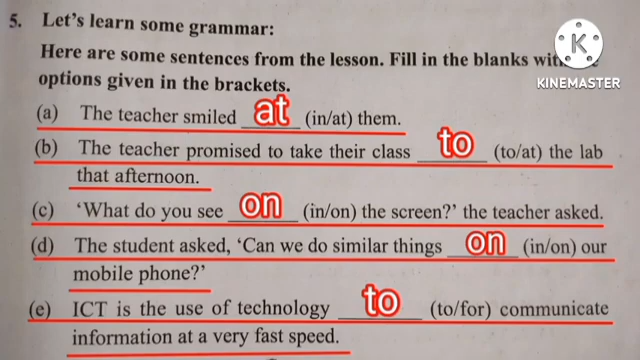 5. Let's learn some grammar:
Here are some sentences from the lesson. Fill in the blanks
options given in the brackets.
KINEMASTER
(a) The teacher smiled at (in/at) them.
(b) The teacher promised to take their class to (to/at) the lab
that afternoon.
(c) 'What do you see on (in/on) the screen?' the teacher asked.
(d) The student asked, 'Can we do similar things on (in/on) our
mobile phone?'
(e) ICT is the use of technology to (to/for) communicate
information at a very fast speed.